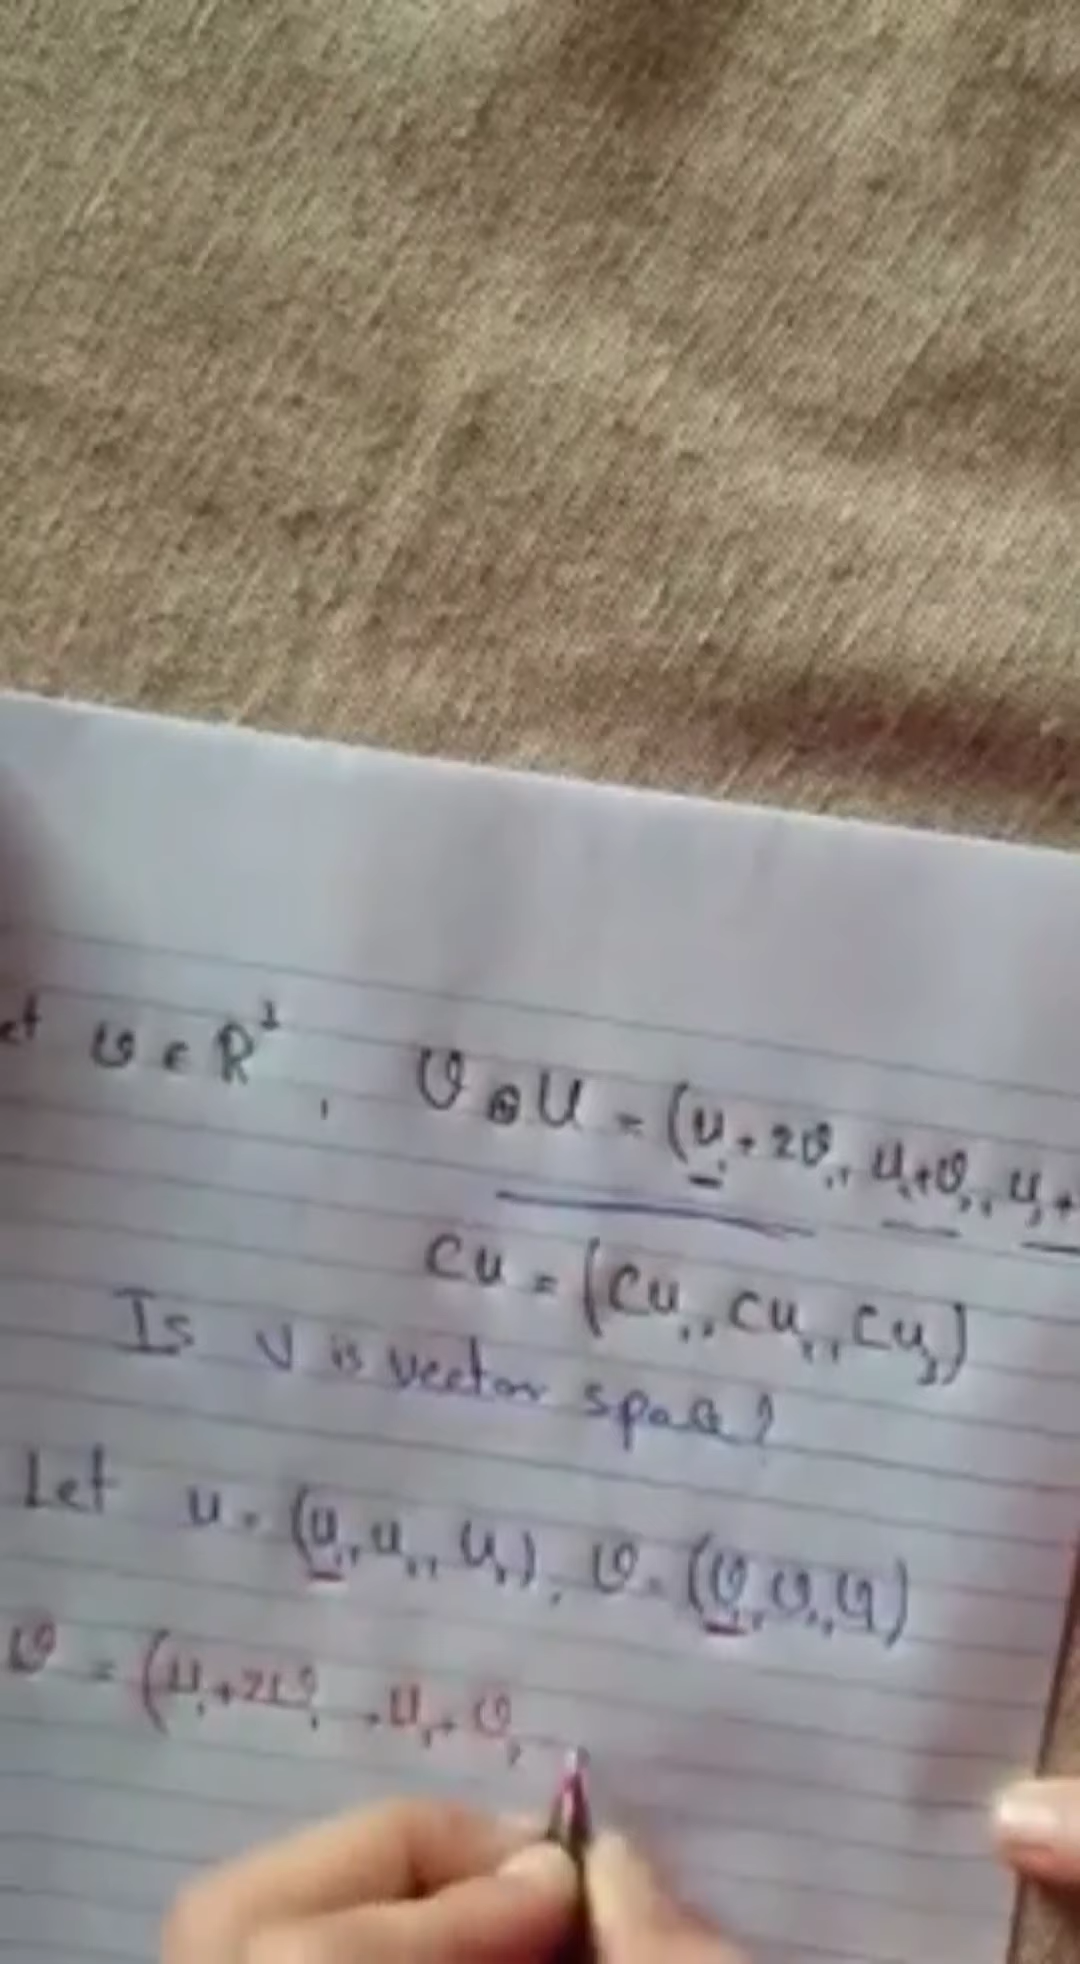 et v ∈ R³, V ⊕ U = (u₁ + 2v₁, u₂ + v₂, u₃ +
Cu = (Cu₁, Cu₂, Cu₃)
Is V is vector space?
Let u = (u₁, u₂, u₃), v = (v₁, v₂, v₃)
v = (u₁ + 2v₁, u₂ + v₂